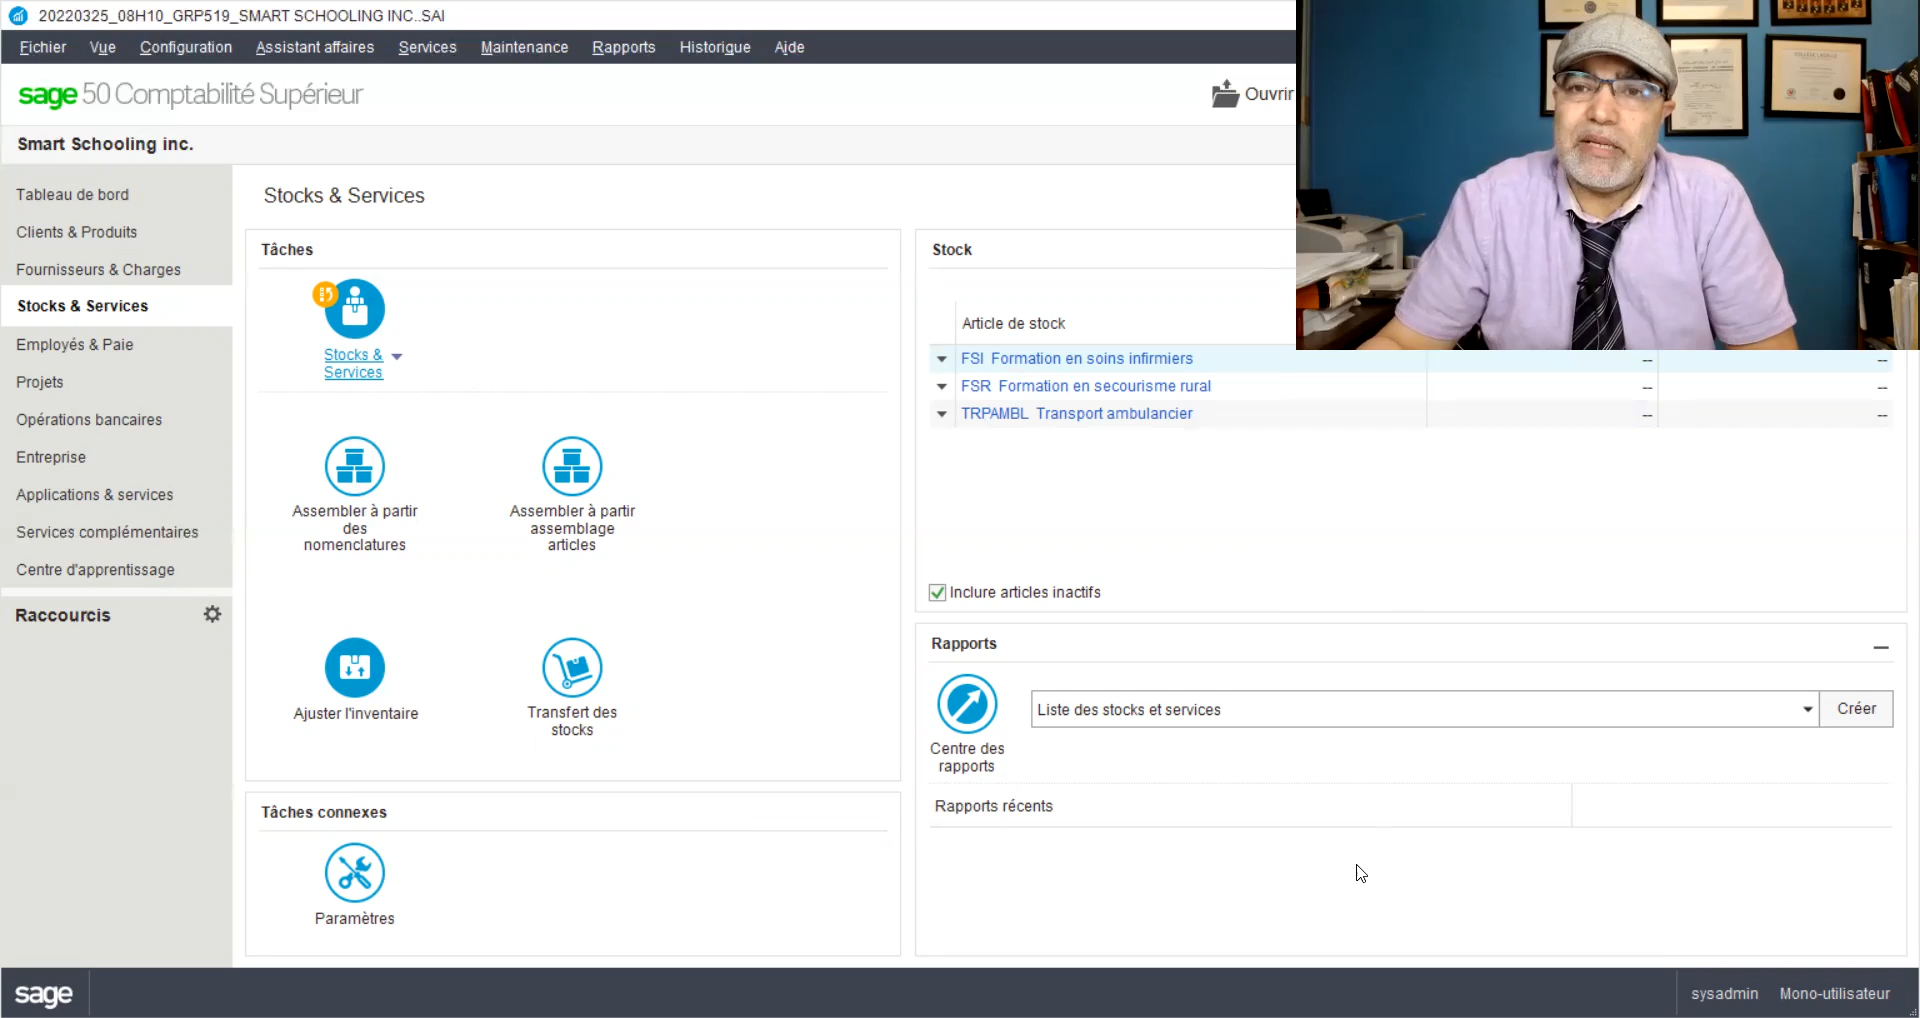 20220325_08H10_GRP519_SMART SCHOOLING INC..SAI
Fichier Vue Configuration Assistant affaires Services Maintenance Rapports Historique Aide
sage 50 Comptabilité Supérieur
Ouvrir
Smart Schooling inc.
Tableau de bord
Clients & Produits
Fournisseurs & Charges
Stocks & Services
Employés & Paie
Projets
Opérations bancaires
Entreprise
Applications & services
Services complémentaires
Centre d'apprentissage
Raccourcis
Stocks & Services
Tâches
Stocks &
Services
Assembler à partir
des
nomenclatures
Assembler à partir
assemblage
articles
Ajuster l'inventaire
Transfert des
stocks
Tâches connexes
Paramètres
Stock
Article de stock
FSI Formation en soins infirmiers -- --
FSR Formation en secourisme rural -- --
TRPAMBL Transport ambulancier -- --
Inclure articles inactifs
Rapports
Centre des
rapports
Liste des stocks et services
Créer
Rapports récents
sage
sysadmin Mono-utilisateur